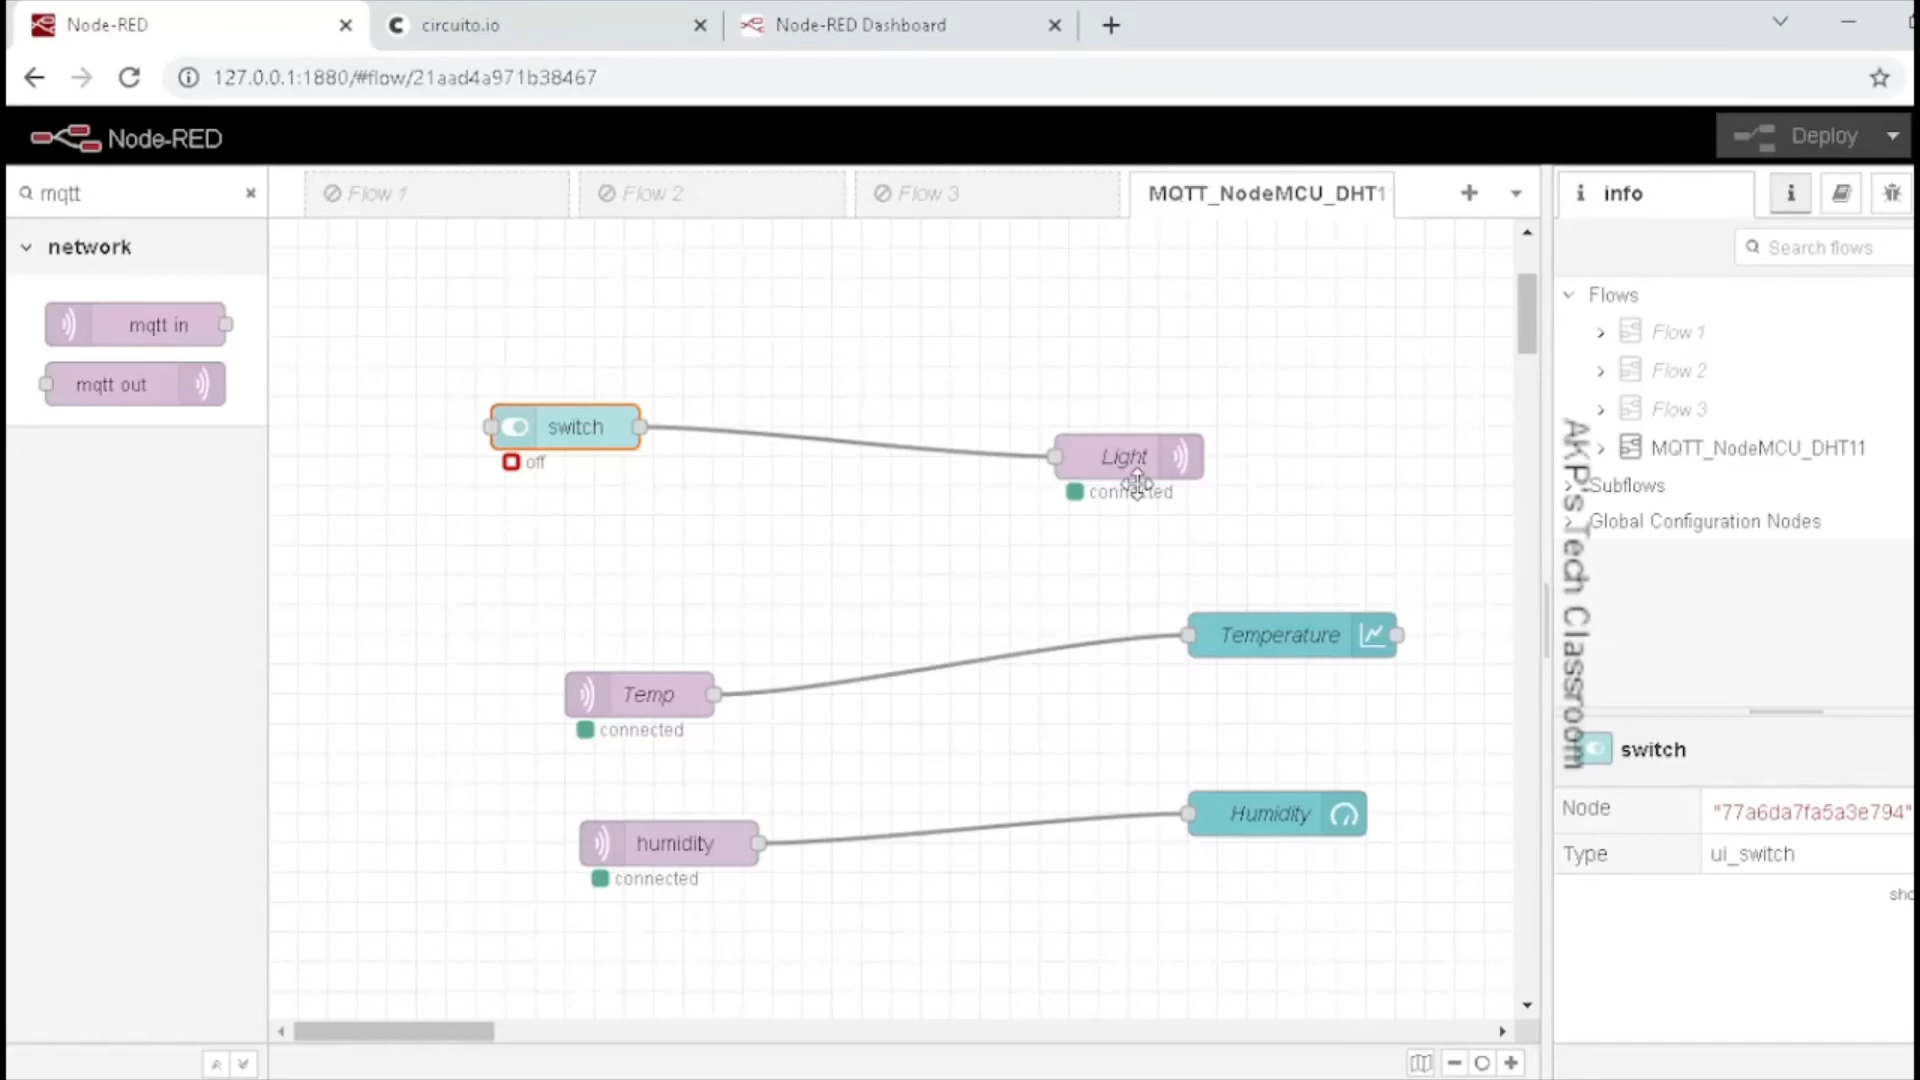 Node-RED
circuito.io
Node-RED Dashboard
127.0.0.1:1880/#flow/21aad4a971b38467
Node-RED
Deploy
mqtt
Flow 1
Flow 2
Flow 3
MQTT_NodeMCU_DHT1
info
network
Search flows
mqtt in
mqtt out
Flows
Flow 1
Flow 2
Flow 3
MQTT_NodeMCU_DHT11
Subflows
Global Configuration Nodes
switch
off
Light
connected
Temperature
Temp
connected
humidity
connected
Humidity
AKP's Tech Classroom
switch
Node
"77a6da7fa5a3e794"
Type
ui_switch